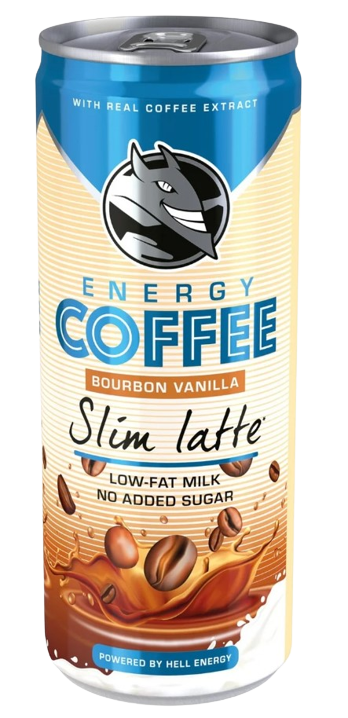 WITH REAL COFFEE EXTRACT
ENERGY
COFFEE
BOURBON VANILLA
Slim latte*
LOW-FAT MILK
NO ADDED SUGAR
POWERED BY HELL ENERGY